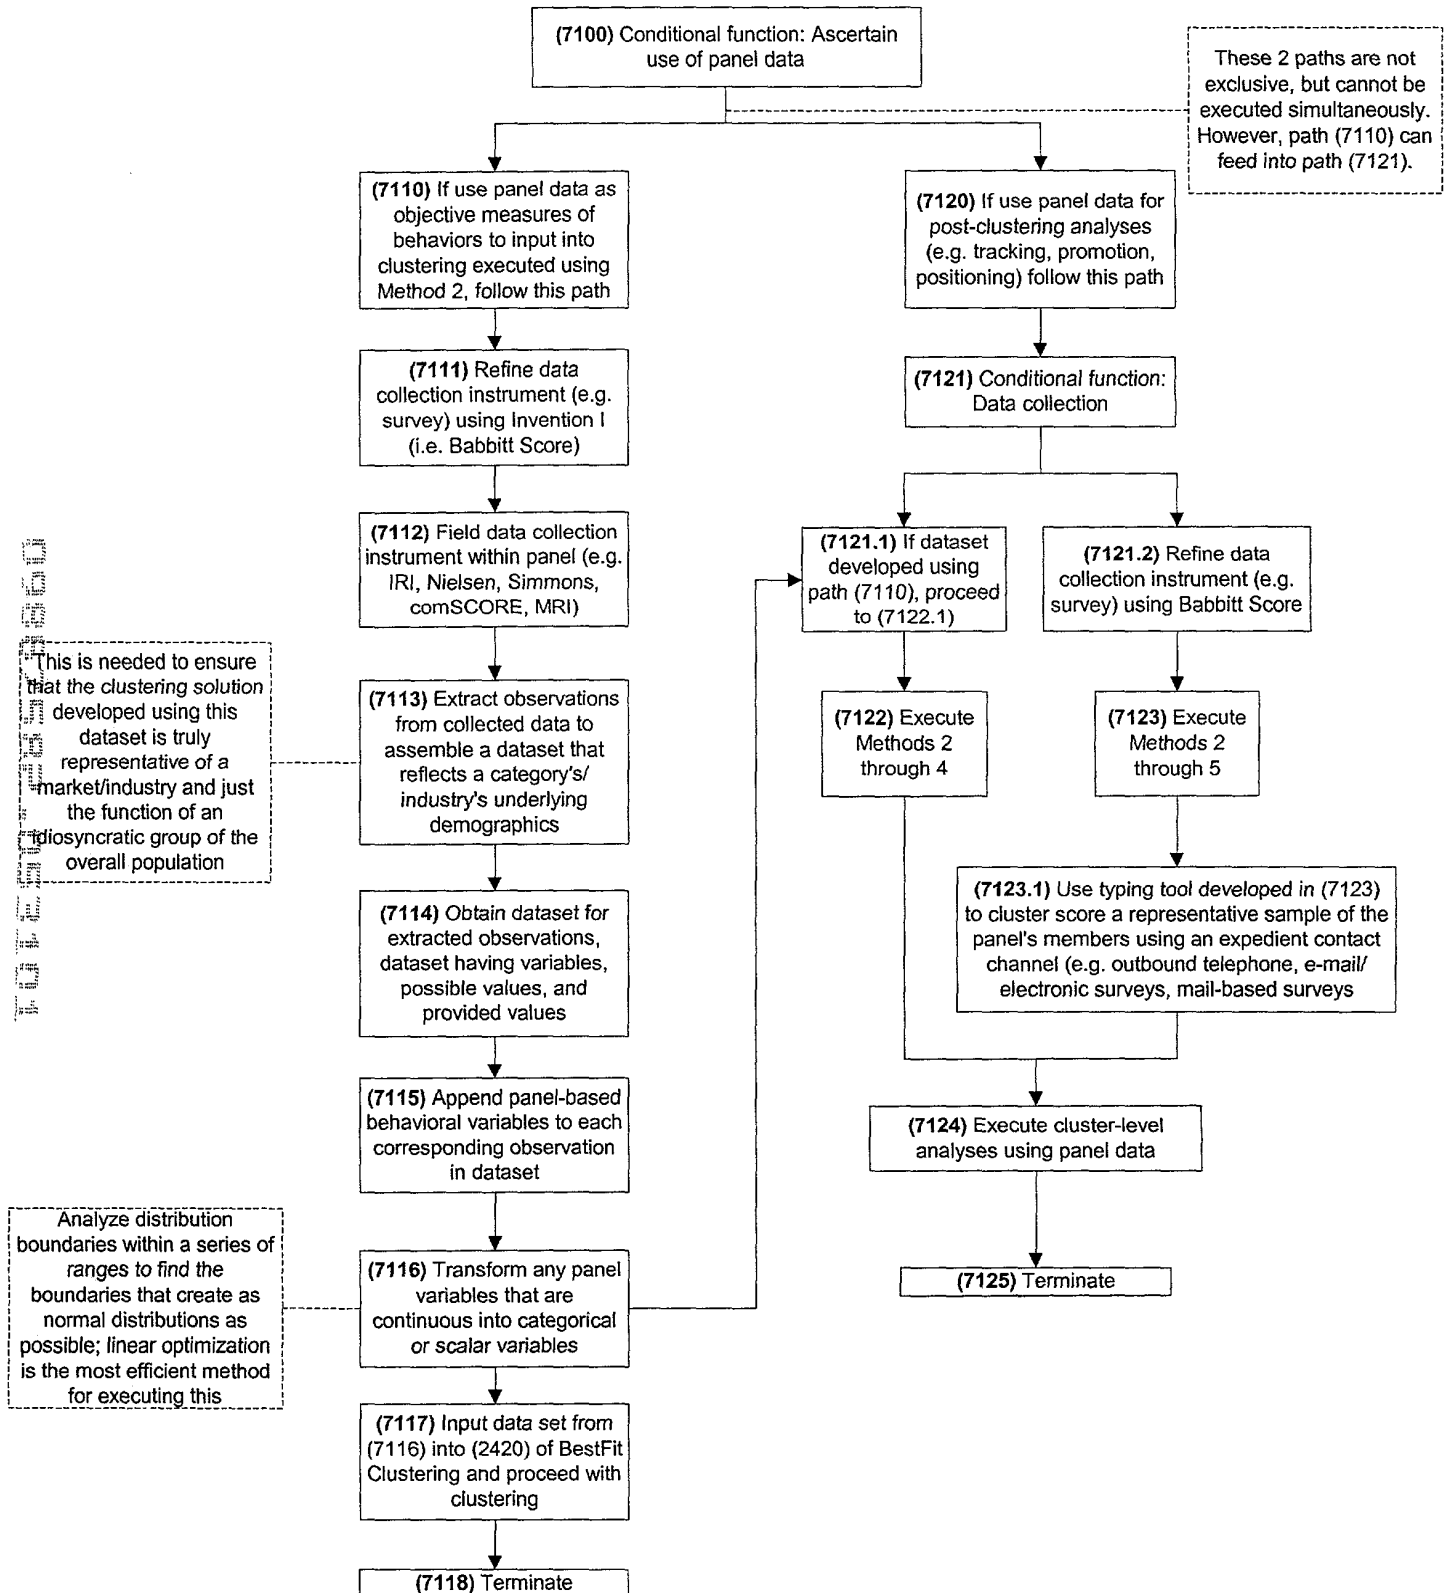 (7100) Conditional function: Ascertain
use of panel data
These 2 paths are not
exclusive, but cannot be
executed simultaneously.
However, path (7110) can
feed into path (7121).
(7110) If use panel data as
objective measures of
behaviors to input into
clustering executed using
Method 2, follow this path
(7120) If use panel data for
post-clustering analyses
(e.g. tracking, promotion,
positioning) follow this path
(7111) Refine data
collection instrument (e.g.
survey) using Invention I
(i.e. Babbitt Score)
(7121) Conditional function:
Data collection
(7112) Field data collection
instrument within panel (e.g.
IRI, Nielsen, Simmons,
comSCORE, MRI)
(7121.1) If dataset
developed using
path (7110), proceed
to (7122.1)
(7121.2) Refine data
collection instrument (e.g.
survey) using Babbitt Score
This is needed to ensure
that the clustering solution
developed using this
dataset is truly
representative of a
market/industry and just
the function of an
idiosyncratic group of the
overall population
(7113) Extract observations
from collected data to
assemble a dataset that
reflects a category's/
industry's underlying
demographics
(7122) Execute
Methods 2
through 4
(7123) Execute
Methods 2
through 5
(7114) Obtain dataset for
extracted observations,
dataset having variables,
possible values, and
provided values
(7123.1) Use typing tool developed in (7123)
to cluster score a representative sample of the
panel's members using an expedient contact
channel (e.g. outbound telephone, e-mail/
electronic surveys, mail-based surveys
(7115) Append panel-based
behavioral variables to each
corresponding observation
in dataset
(7124) Execute cluster-level
analyses using panel data
Analyze distribution
boundaries within a series of
ranges to find the
boundaries that create as
normal distributions as
possible; linear optimization
is the most efficient method
for executing this
(7116) Transform any panel
variables that are
continuous into categorical
or scalar variables
(7125) Terminate
(7117) Input data set from
(7116) into (2420) of BestFit
Clustering and proceed with
clustering
(7118) Terminate